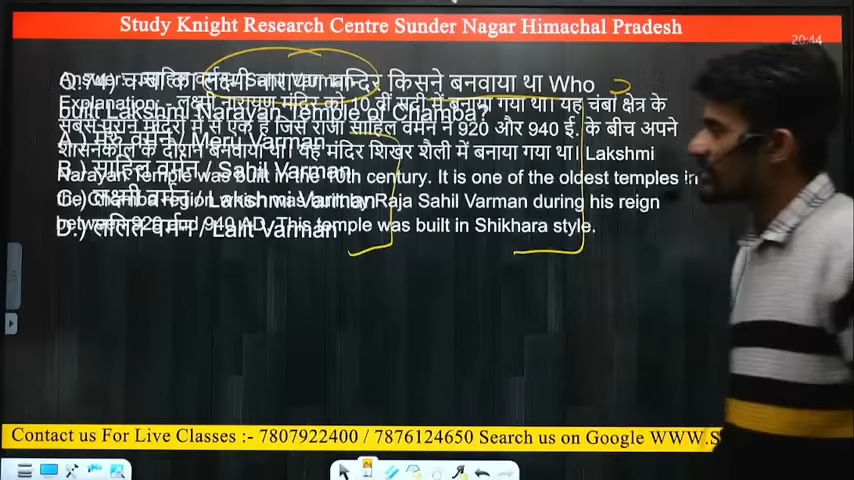 Study Knight Research Centre Sunder Nagar Himachal Pradesh
20:44
Q.74) चम्बा का लक्ष्मी नारायण मन्दिर किसने बनवाया था Who
built Lakshmi Narayan Temple of Chamba?
A.) मेरु वर्मन / Meru Varman
B.) साहिल वर्मन / Sahil Varman
C.) लक्ष्मी वर्मन / Lakshmi Varman
D.) ललित वर्मन / Lalit Varman
Answer:- साहिल वर्मन / Sahil Varman
Explanation:- लक्ष्मी नारायण मंदिर को 10 वीं सदी में बनाया गया था। यह चंबा क्षेत्र के
सबसे पुराने मंदिरों में से एक है जिसे राजा साहिल वर्मन ने 920 और 940 ई. के बीच अपने
शासनकाल के दौरान बनवाया था। यह मंदिर शिखर शैली में बनाया गया था। Lakshmi
Narayan Temple was built in the 10th century. It is one of the oldest temples in
the Chamba region which was built by Raja Sahil Varman during his reign
between 920 and 940 AD. This temple was built in Shikhara style.
Contact us For Live Classes :- 7807922400 / 7876124650 Search us on Google WWW.S